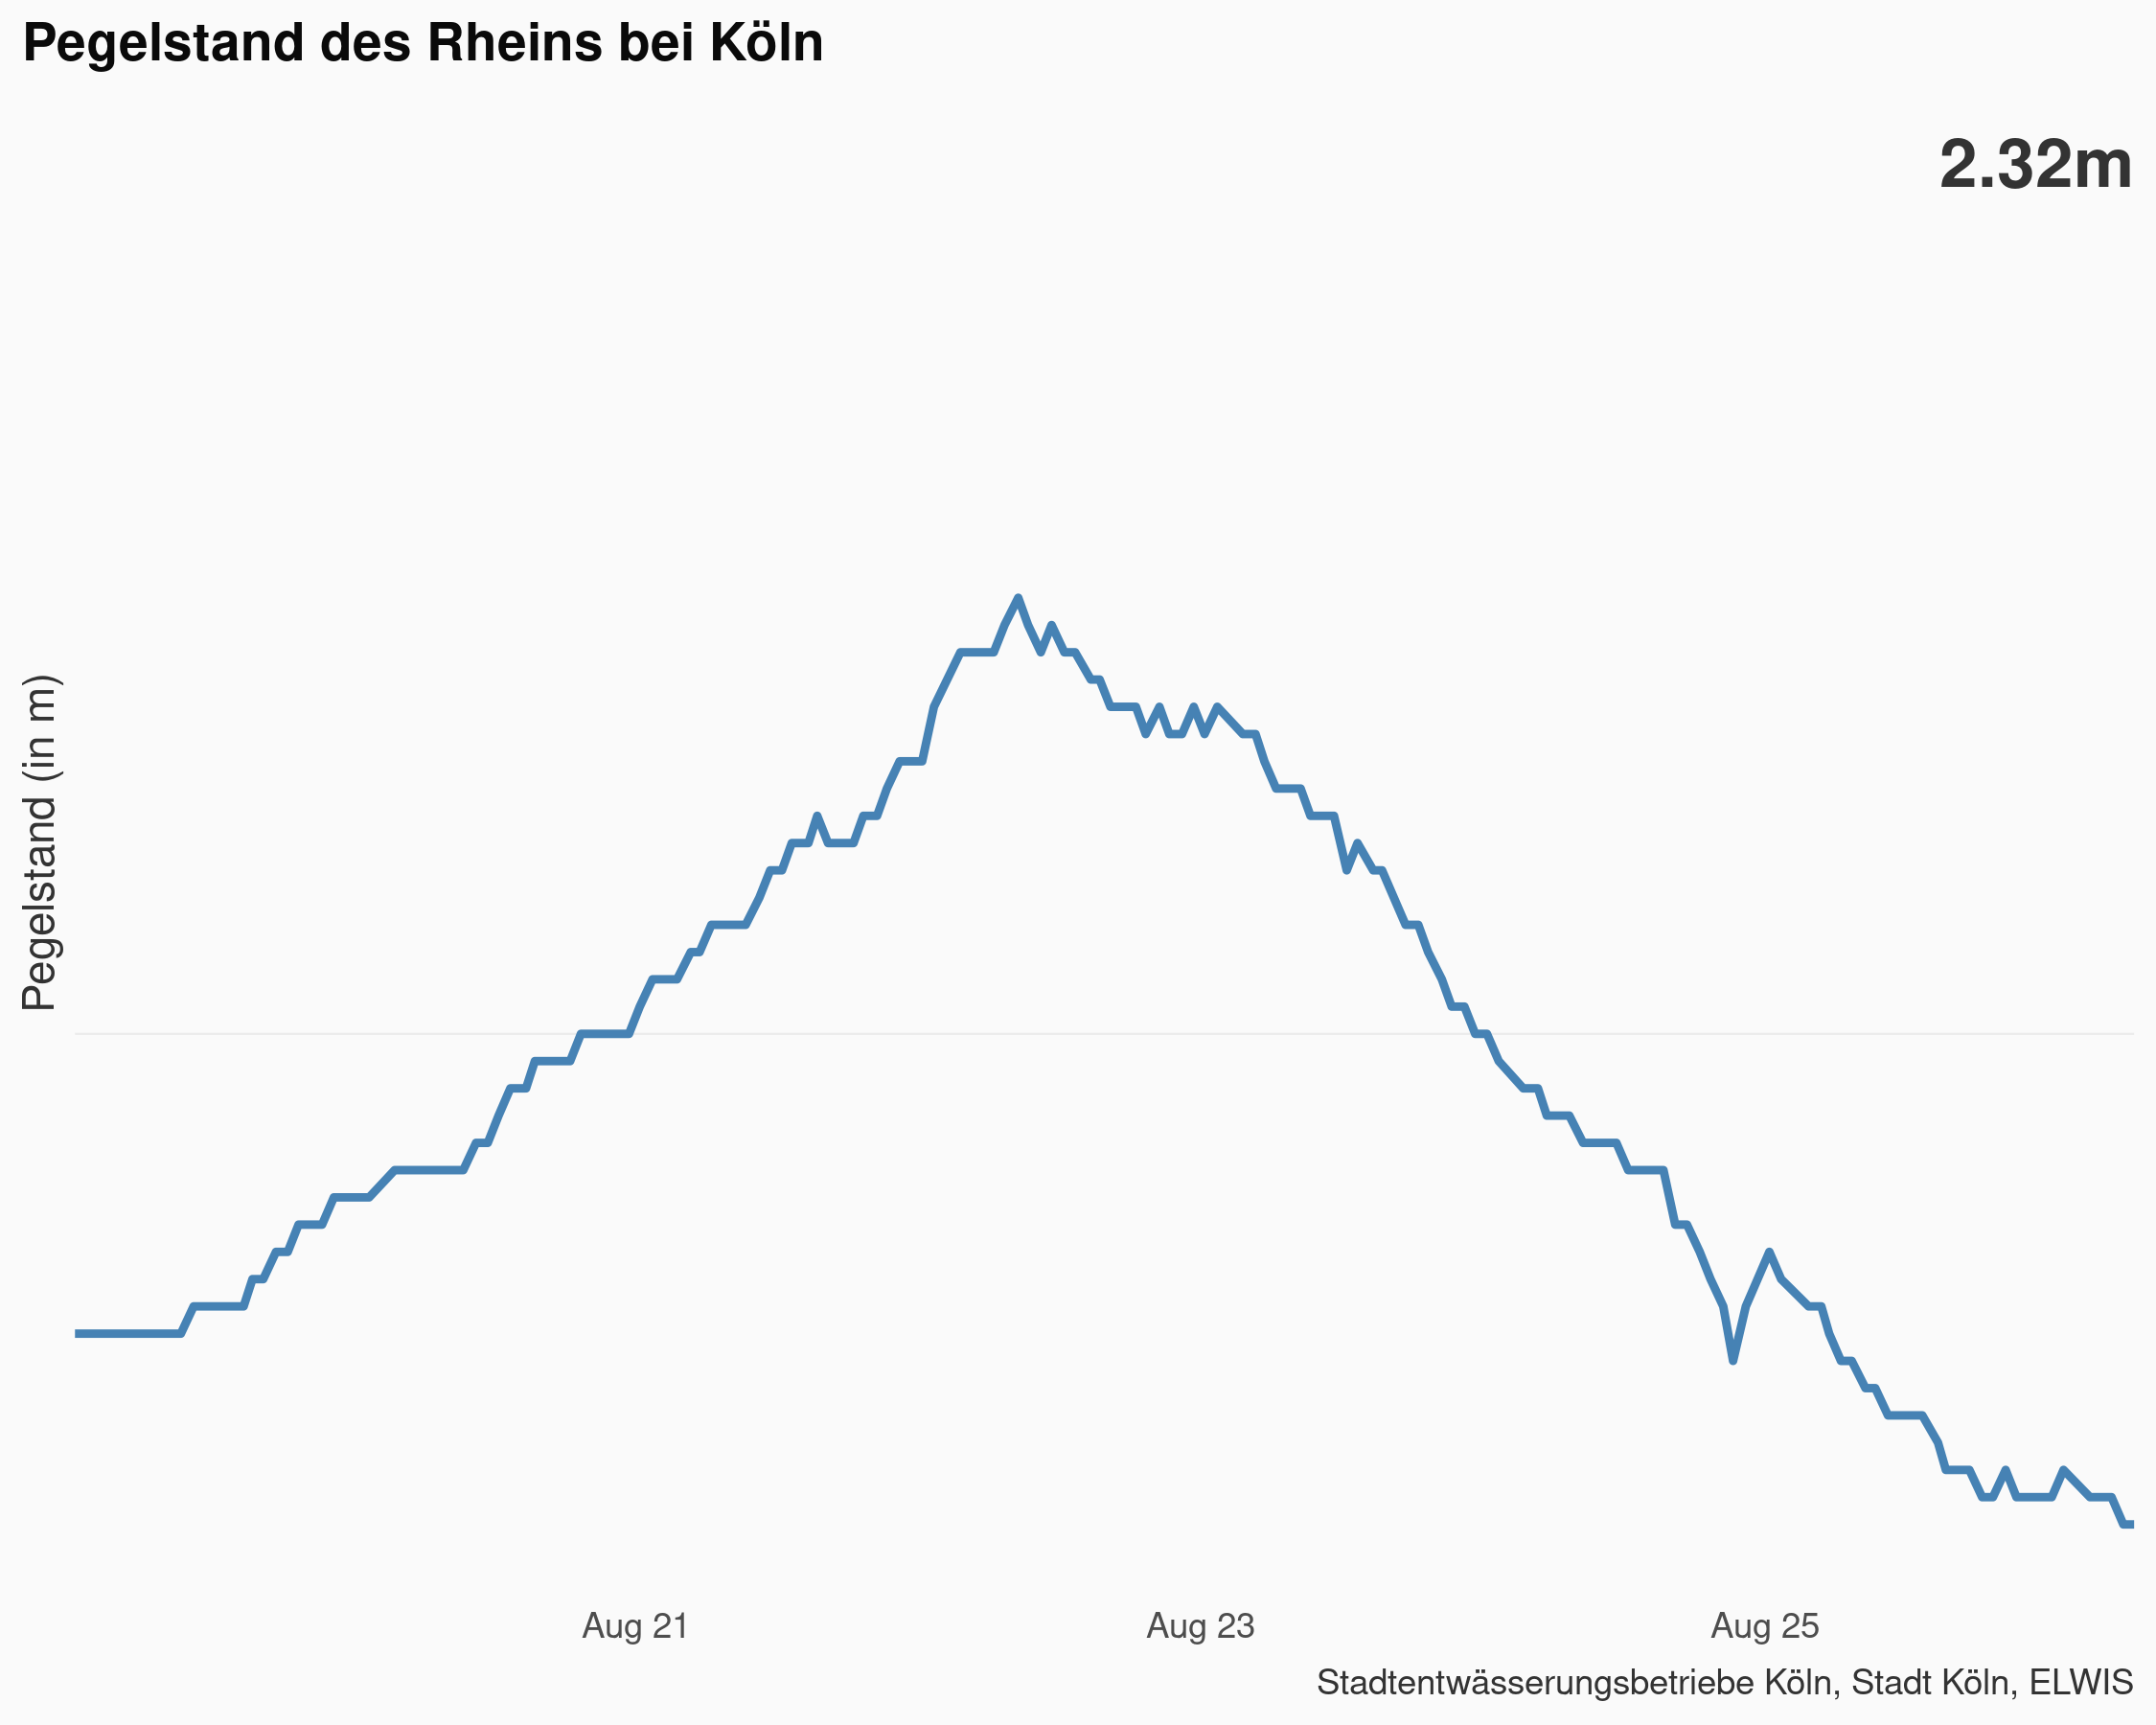 Pegelstand des Rheins bei Köln
2.32m
Pegelstand (in m)
Aug 21
Aug 23
Aug 25
Stadtentwässerungsbetriebe Köln, Stadt Köln, ELWIS